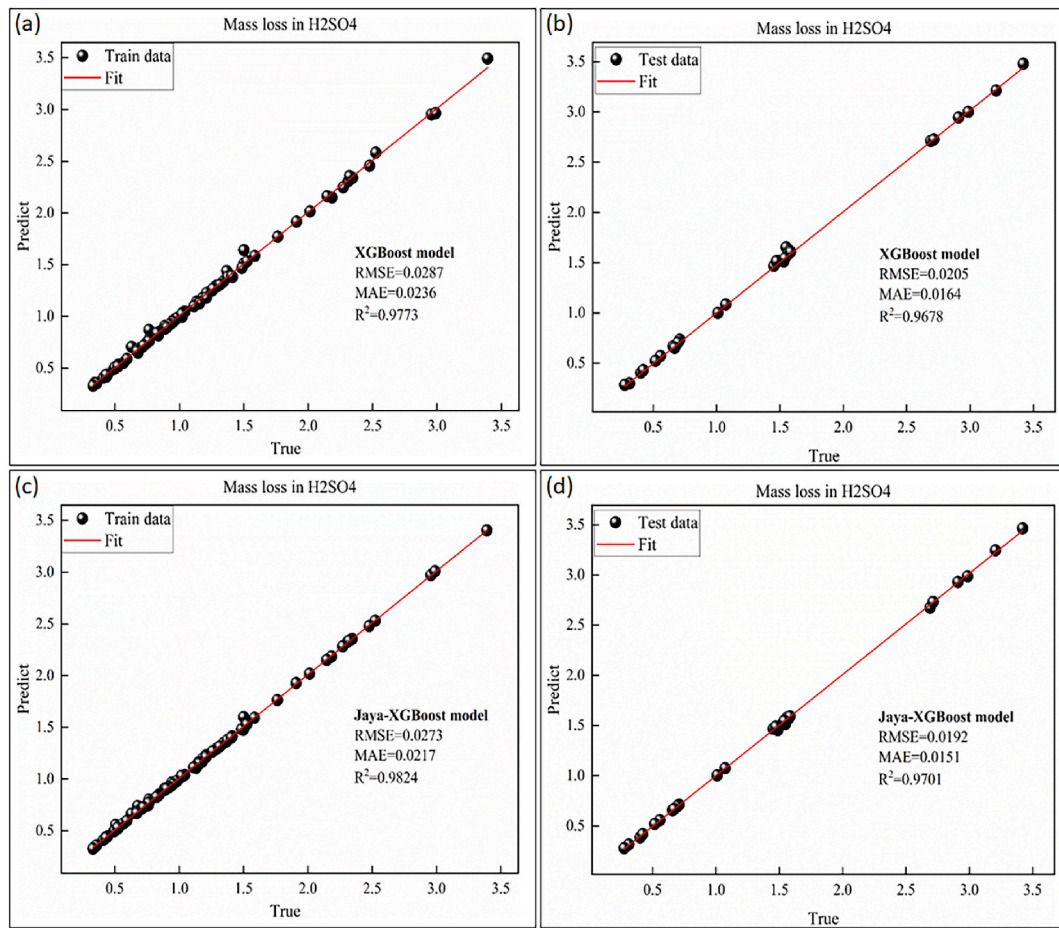 (a)
Mass loss in H2SO4
Train data
Fit
3.5
3.0
2.5
2.0
1.5
1.0
0.5
Predict
XGBoost model
RMSE=0.0287
MAE=0.0236
R²=0.9773
0.5 1.0 1.5 2.0 2.5 3.0 3.5
True
(b)
Mass loss in H2SO4
Test data
Fit
3.5
3.0
2.5
2.0
1.5
1.0
0.5
Predict
XGBoost model
RMSE=0.0205
MAE=0.0164
R²=0.9678
0.5 1.0 1.5 2.0 2.5 3.0 3.5
True
(c)
Mass loss in H2SO4
Train data
Fit
3.5
3.0
2.5
2.0
1.5
1.0
0.5
Predict
Jaya-XGBoost model
RMSE=0.0273
MAE=0.0217
R²=0.9824
0.5 1.0 1.5 2.0 2.5 3.0 3.5
True
(d)
Mass loss in H2SO4
Test data
Fit
3.5
3.0
2.5
2.0
1.5
1.0
0.5
Predict
Jaya-XGBoost model
RMSE=0.0192
MAE=0.0151
R²=0.9701
0.5 1.0 1.5 2.0 2.5 3.0 3.5
True